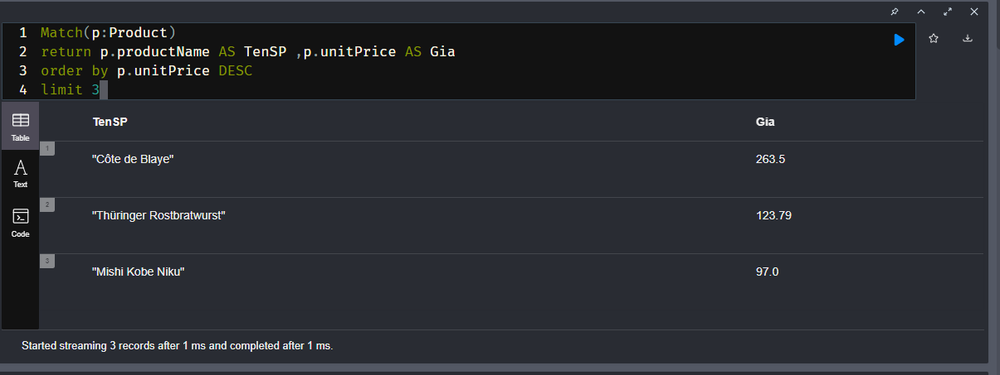 1 Match(p:Product)
2 return p.productName AS TenSP ,p.unitPrice AS Gia
3 order by p.unitPrice DESC
4 limit 3
Table
Text
Code
TenSP Gia
1
"Côte de Blaye" 263.5
2
"Thüringer Rostbratwurst" 123.79
3
"Mishi Kobe Niku" 97.0
Started streaming 3 records after 1 ms and completed after 1 ms.